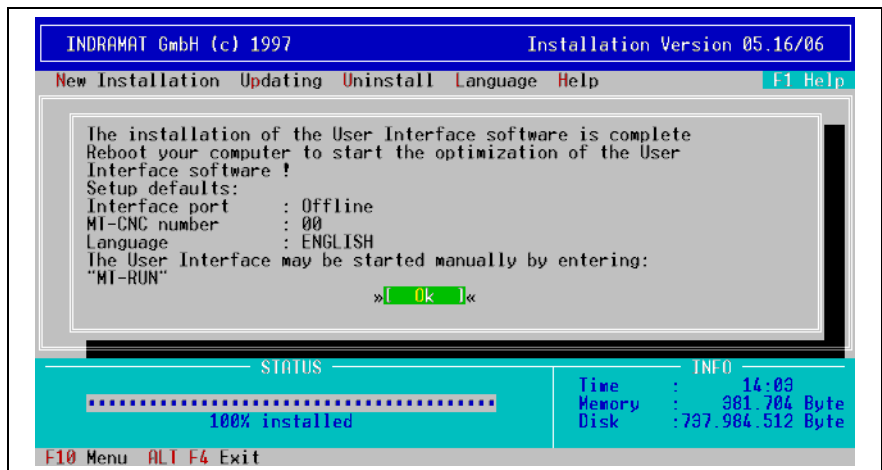 INDRAMAT GmbH (c) 1997 Installation Version 05.16/06
New Installation Updating Uninstall Language Help F1 Help
The installation of the User Interface software is complete
Reboot your computer to start the optimization of the User
Interface software !
Setup defaults:
Interface port : Offline
MT-CNC number : 00
Language : ENGLISH
The User Interface may be started manually by entering:
"MT-RUN"
»[ Ok ]«
STATUS INFO
Time : 14:03
Memory : 381.704 Byte
100% installed Disk :737.984.512 Byte
F10 Menu ALT F4 Exit